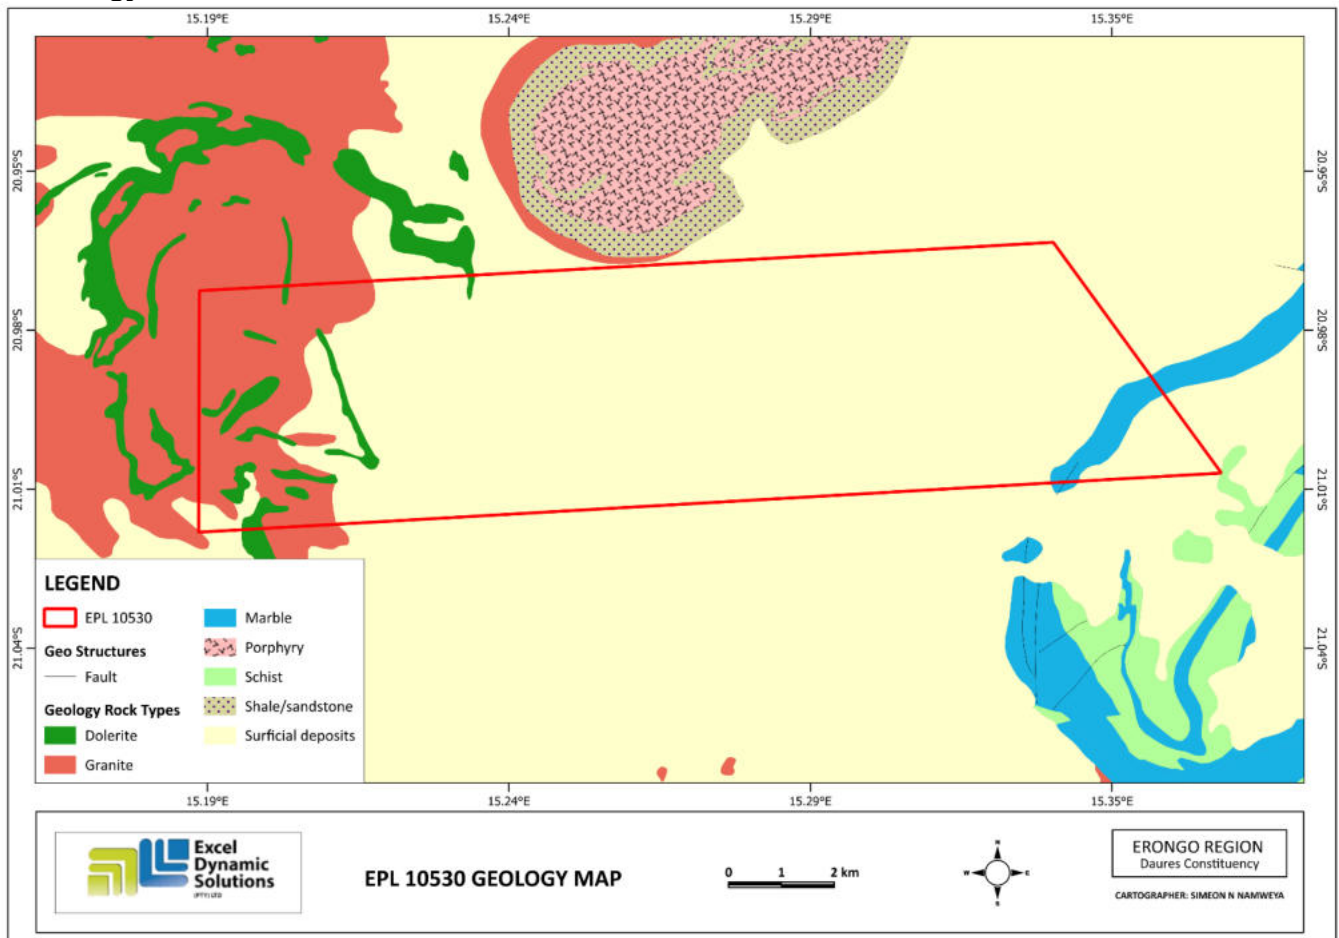 15.19°E 15.24°E 15.29°E 15.35°E
20.95°S 20.95°S
20.98°S 20.98°S
21.01°S 21.01°S
21.04°S 21.04°S
LEGEND
EPL 10530
Geo Structures
Fault
Geology Rock Types
Dolerite
Granite
Marble
Porphyry
Schist
Shale/sandstone
Surficial deposits
15.19°E 15.24°E 15.29°E 15.35°E
Excel
Dynamic
Solutions
(PTY) LTD
EPL 10530 GEOLOGY MAP
0 1 2 km
N
W E
S
ERONGO REGION
Daures Constituency
CARTOGRAPHER: SIMEON N NAMWEYA